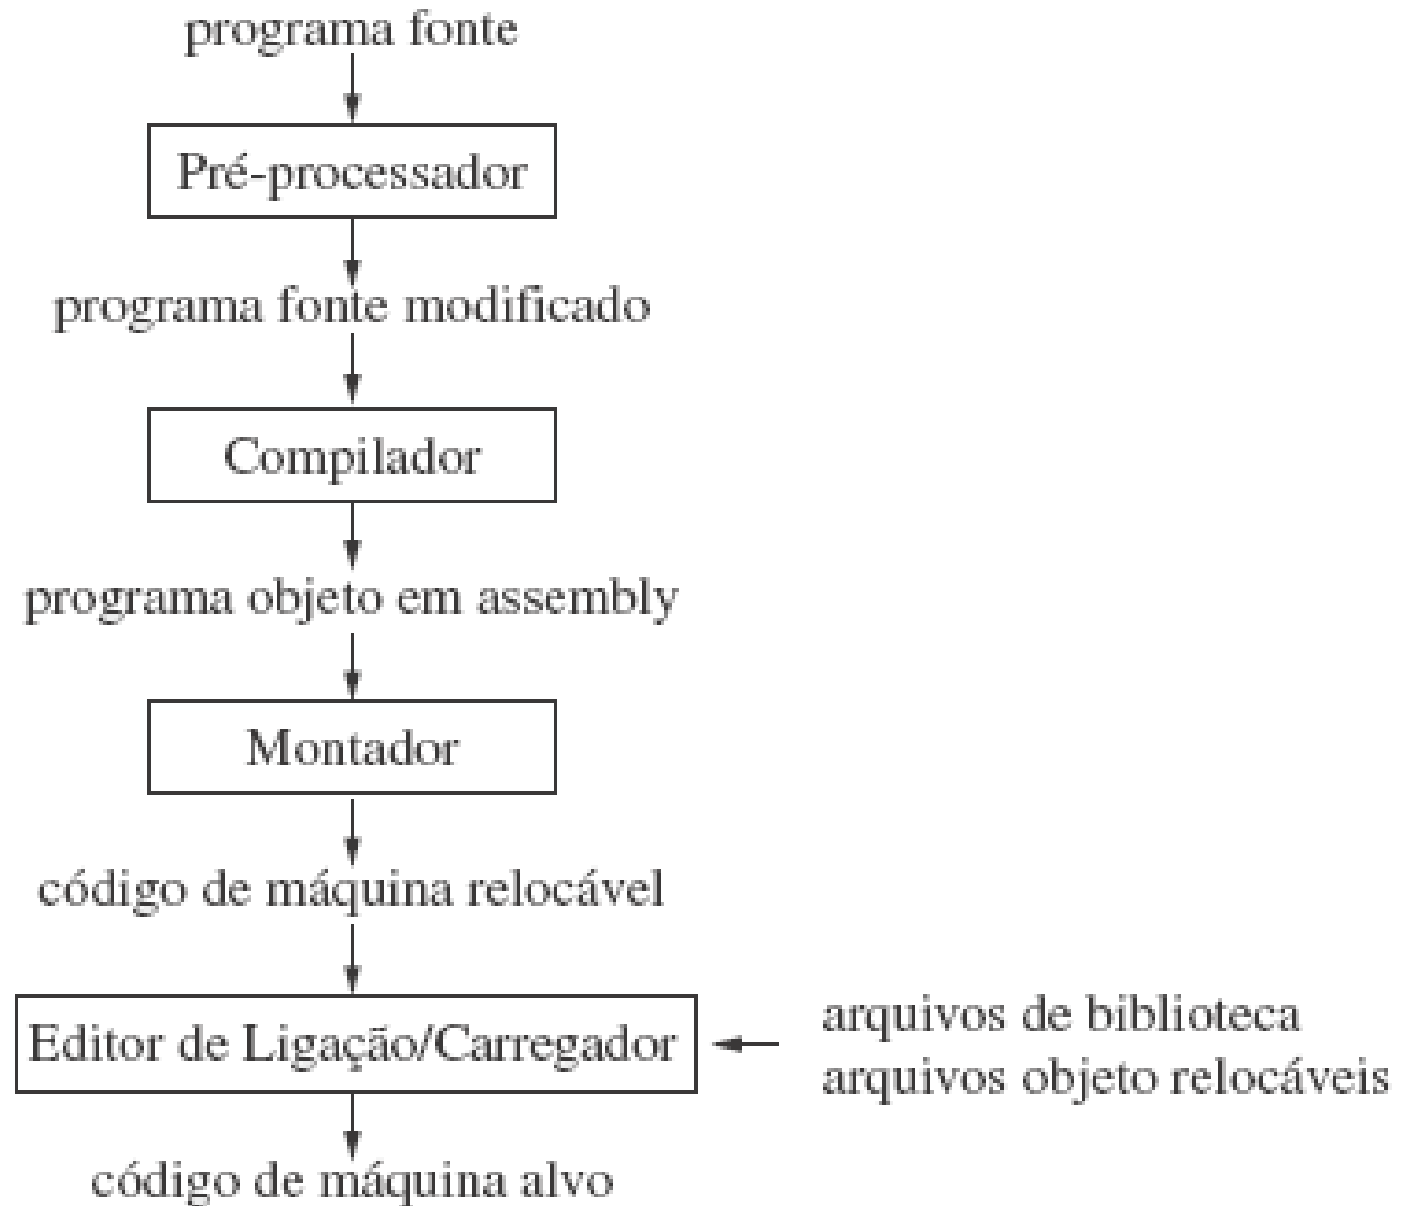 programa fonte
Pré-processador
programa fonte modificado
Compilador
programa objeto em assembly
Montador
código de máquina relocável
Editor de Ligação/Carregador
arquivos de biblioteca
arquivos objeto relocáveis
código de máquina alvo